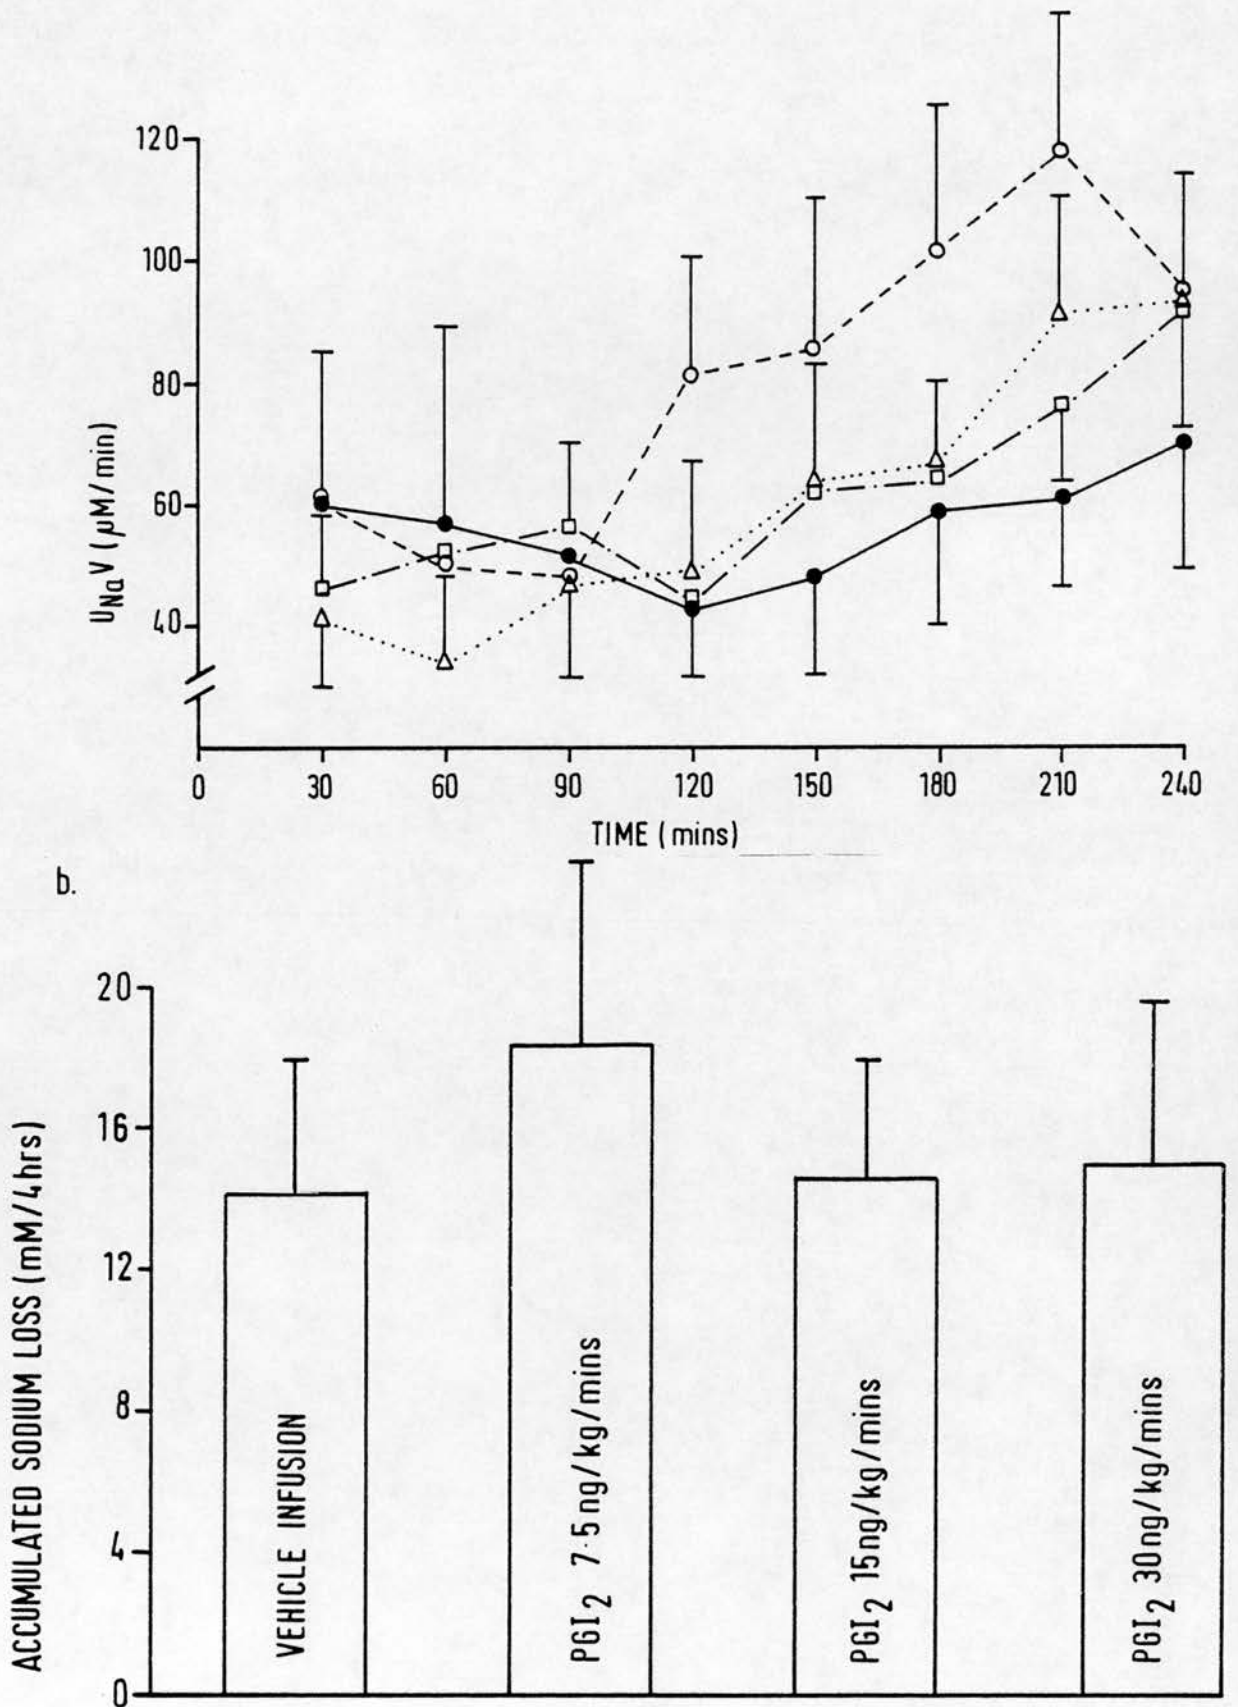 120
100
80
60
40
U_Na V (µM/min)
0 30 60 90 120 150 180 210 240
TIME (mins)
b.
20
16
12
8
4
0
ACCUMULATED SODIUM LOSS (mM/4hrs)
VEHICLE INFUSION
PGI₂ 7·5ng/kg/mins
PGI₂ 15ng/kg/mins
PGI₂ 30ng/kg/mins